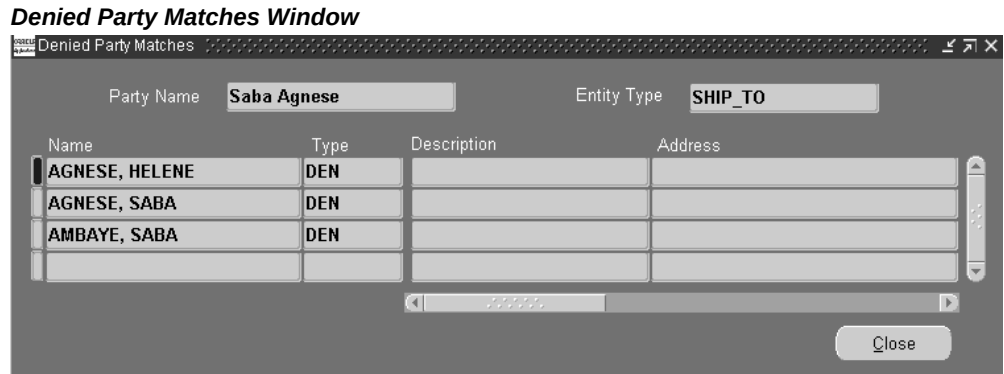 Denied Party Matches Window
ORACLE
Denied Party Matches
Party Name Saba Agnese Entity Type SHIP_TO
Name Type Description Address
AGNESE, HELENE DEN
AGNESE, SABA DEN
AMBAYE, SABA DEN
Close